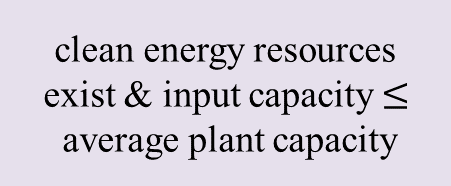 clean energy resources
exist & input capacity ≤
average plant capacity